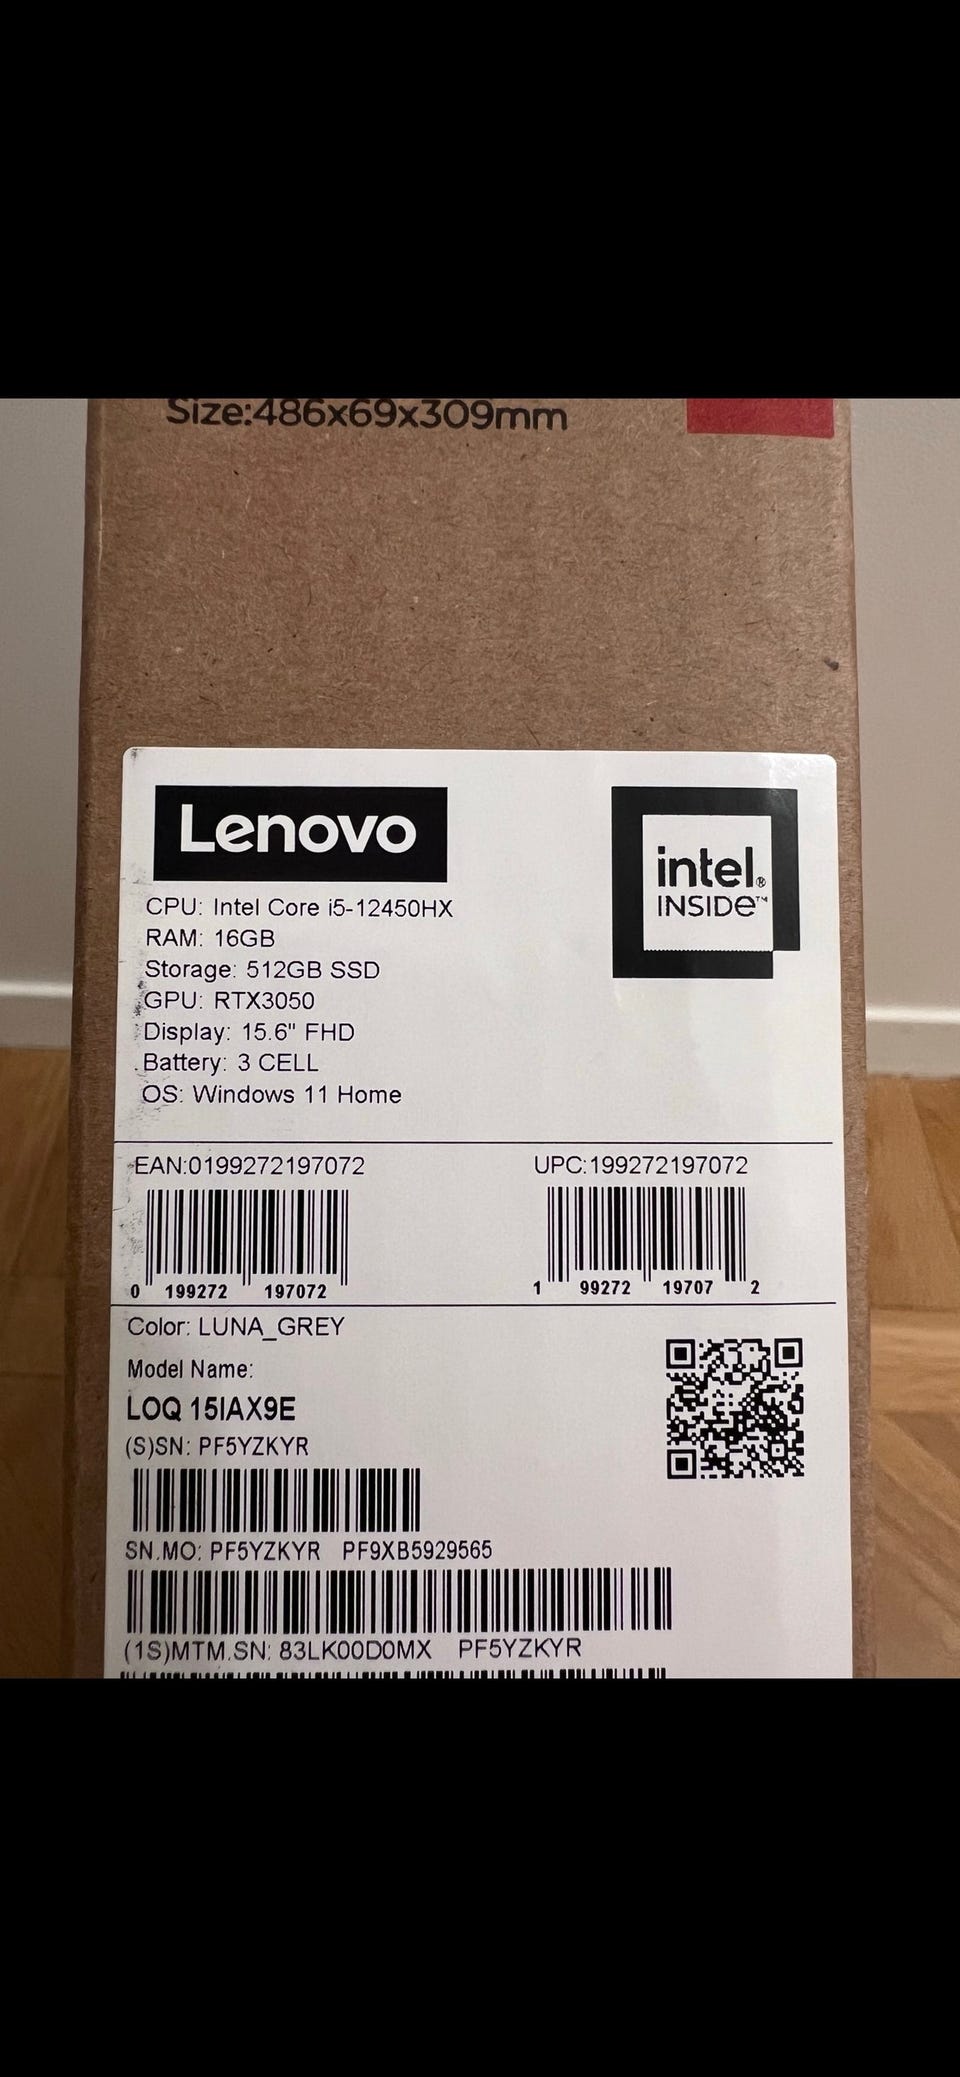 Size:486x69x309mm
Lenovo
intel®
INSIDE™
CPU: Intel Core i5-12450HX
RAM: 16GB
Storage: 512GB SSD
GPU: RTX3050
Display: 15.6" FHD
Battery: 3 CELL
OS: Windows 11 Home
EAN:0199272197072
UPC:199272197072
0 199272 197072
1 99272 19707 2
Color: LUNA_GREY
Model Name:
LOQ 15IAX9E
(S)SN: PF5YZKYR
SN.MO: PF5YZKYR PF9XB5929565
(1S)MTM.SN: 83LK00D0MX PF5YZKYR